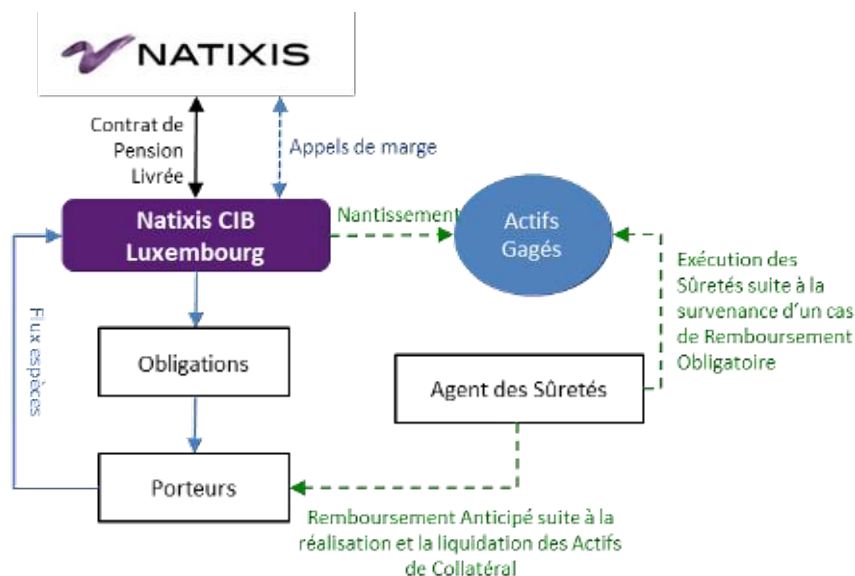 NATIXIS
Contrat de
Pension
Livrée
Appels de marge
Natixis CIB
Luxembourg
Nantissement
Actifs
Gagés
Exécution des
Sûretés suite à la
survenance d'un cas
de Remboursement
Obligatoire
Flux espèces
Obligations
Agent des Sûretés
Porteurs
Remboursement Anticipé suite à la
réalisation et la liquidation des Actifs
de Collatéral